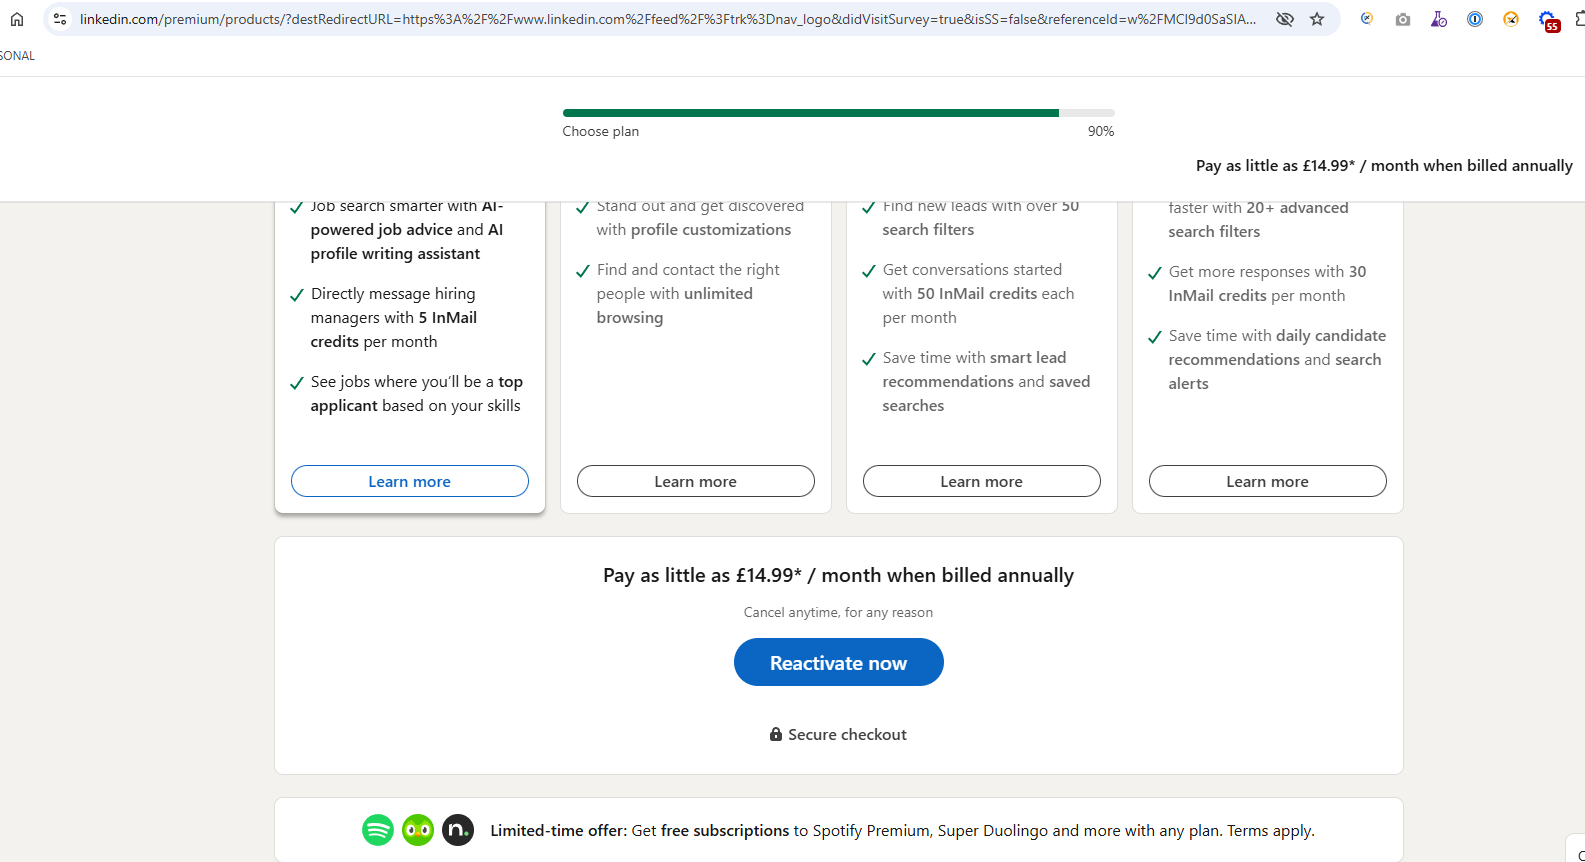 linkedin.com/premium/products/?destRedirectURL=https%3A%2F%2Fwww.linkedin.com%2Ffeed%2F%3Ftrk%3Dnav_logo&didVisitSurvey=true&isSS=false&referenceId=w%2FMCI9d0SaSIA...
55
SONAL
Choose plan
90%
Pay as little as £14.99* / month when billed annually
Job search smarter with AI-
powered job advice and AI
profile writing assistant
Directly message hiring
managers with 5 InMail
credits per month
See jobs where you’ll be a top
applicant based on your skills
Learn more
Stand out and get discovered
with profile customizations
Find and contact the right
people with unlimited
browsing
Learn more
Find new leads with over 50
search filters
Get conversations started
with 50 InMail credits each
per month
Save time with smart lead
recommendations and saved
searches
Learn more
faster with 20+ advanced
search filters
Get more responses with 30
InMail credits per month
Save time with daily candidate
recommendations and search
alerts
Learn more
Pay as little as £14.99* / month when billed annually
Cancel anytime, for any reason
Reactivate now
Secure checkout
n.
Limited-time offer: Get free subscriptions to Spotify Premium, Super Duolingo and more with any plan. Terms apply.